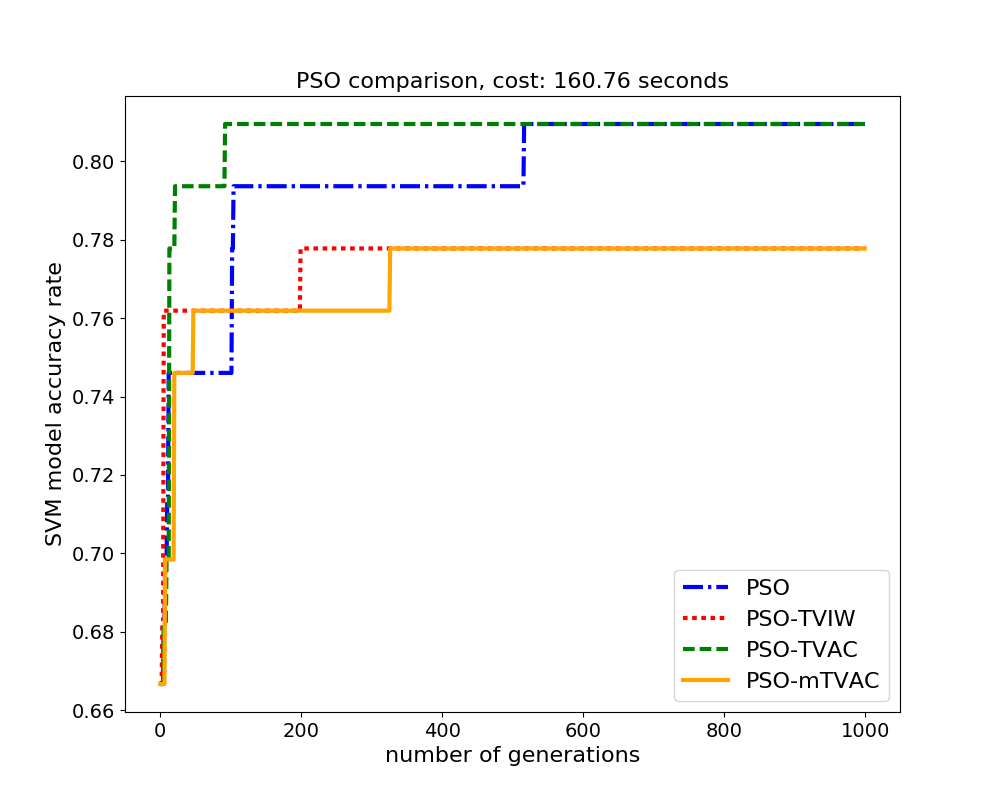 PSO comparison, cost: 160.76 seconds
SVM model accuracy rate
0.80
0.78
0.76
0.74
0.72
0.70
0.68
0.66
0 200 400 600 800 1000
number of generations
PSO
PSO-TVIW
PSO-TVAC
PSO-mTVAC